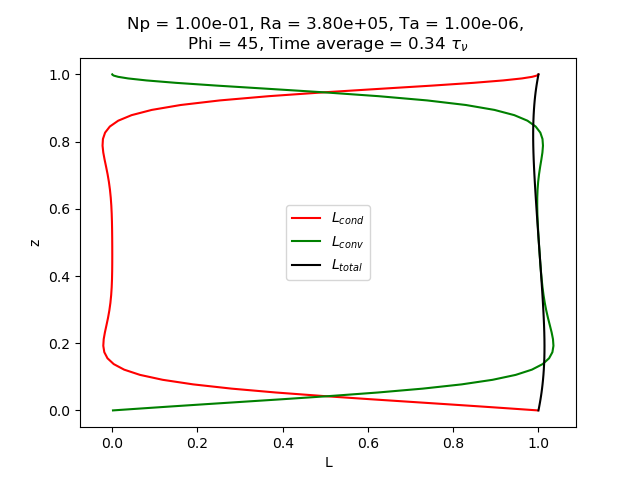 Np = 1.00e-01, Ra = 3.80e+05, Ta = 1.00e-06,
Phi = 45, Time average = 0.34 τν
1.0
0.8
0.6
0.4
0.2
0.0
z
Lcond
Lconv
Ltotal
0.0 0.2 0.4 0.6 0.8 1.0
L